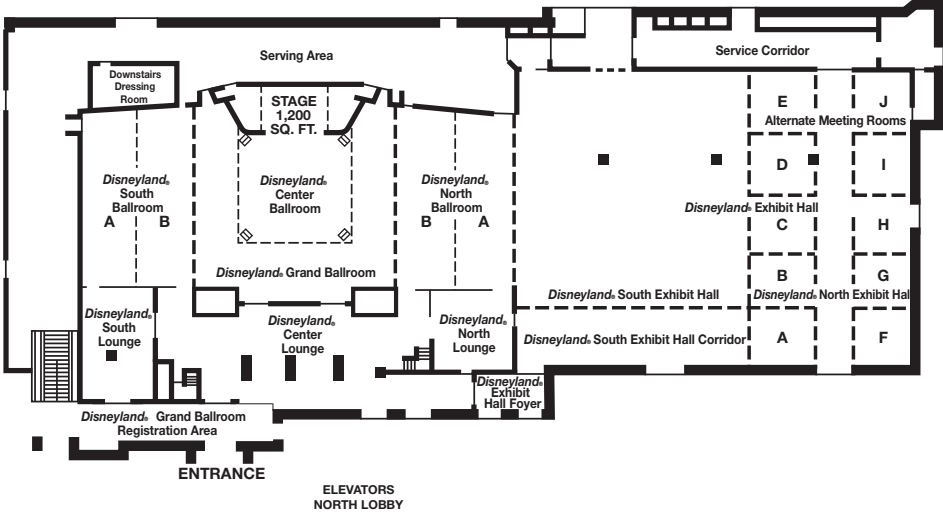 Serving Area
Service Corridor
Downstairs
Dressing
Room
STAGE
1,200
SQ. FT.
E
J
Alternate Meeting Rooms
D
I
Disneyland®
South
Ballroom
A B
Disneyland®
Center
Ballroom
Disneyland®
North
Ballroom
B A
Disneyland® Exhibit Hall
C
H
Disneyland® Grand Ballroom
B
G
Disneyland® South Exhibit Hall
Disneyland® North Exhibit Hal
Disneyland®
South
Lounge
Disneyland®
Center
Lounge
Disneyland®
North
Lounge
Disneyland® South Exhibit Hall Corridor
A
F
Disneyland®
Exhibit
Hall Foyer
Disneyland® Grand Ballroom
Registration Area
ENTRANCE
ELEVATORS
NORTH LOBBY